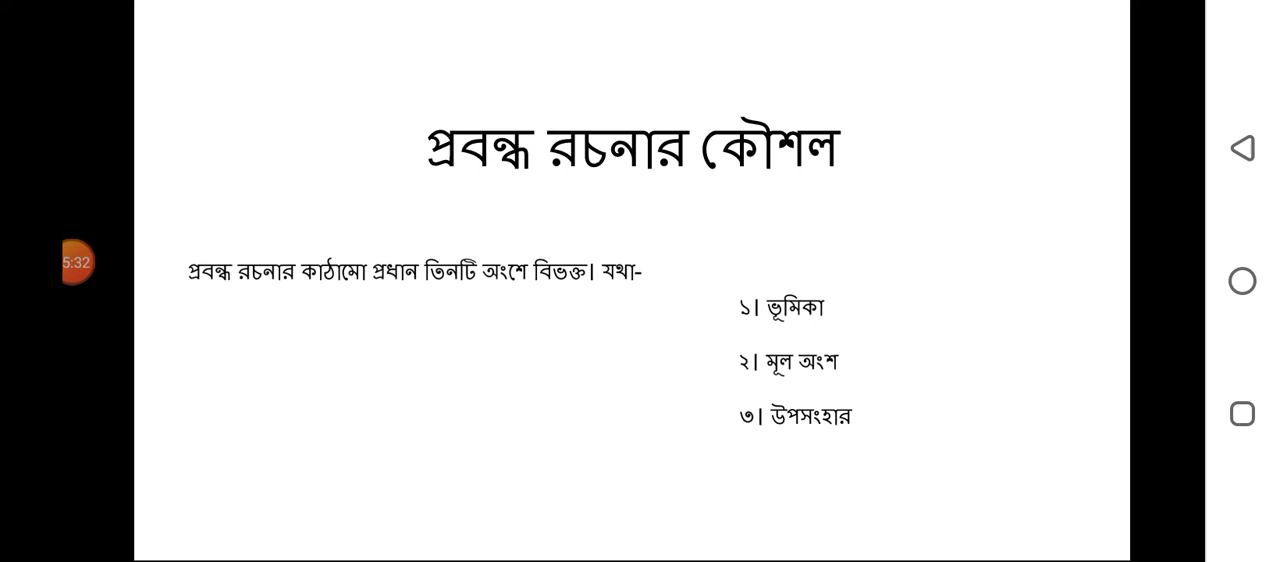 প্রবন্ধ রচনার কৌশল
5:32
প্রবন্ধ রচনার কাঠামো প্রধান তিনটি অংশে বিভক্ত। যথা-
১। ভূমিকা
২। মূল অংশ
৩। উপসংহার